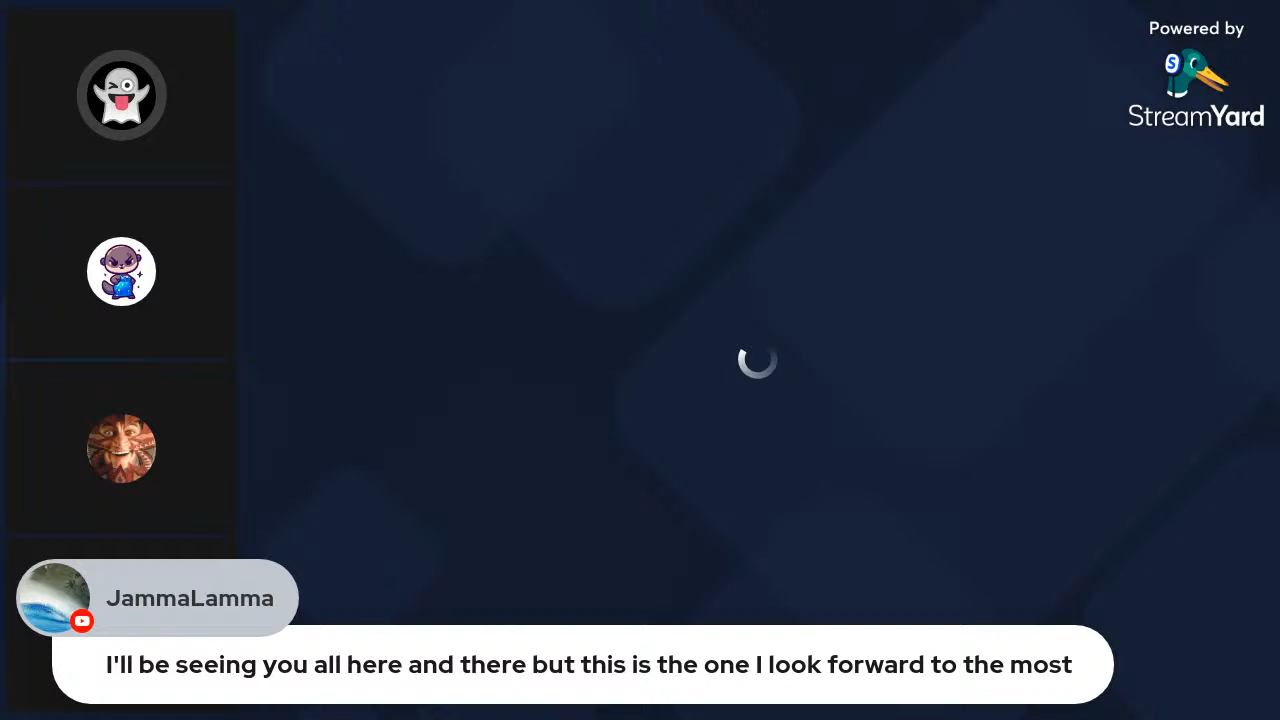 Powered by
StreamYard
JammaLamma
I'll be seeing you all here and there but this is the one I look forward to the most